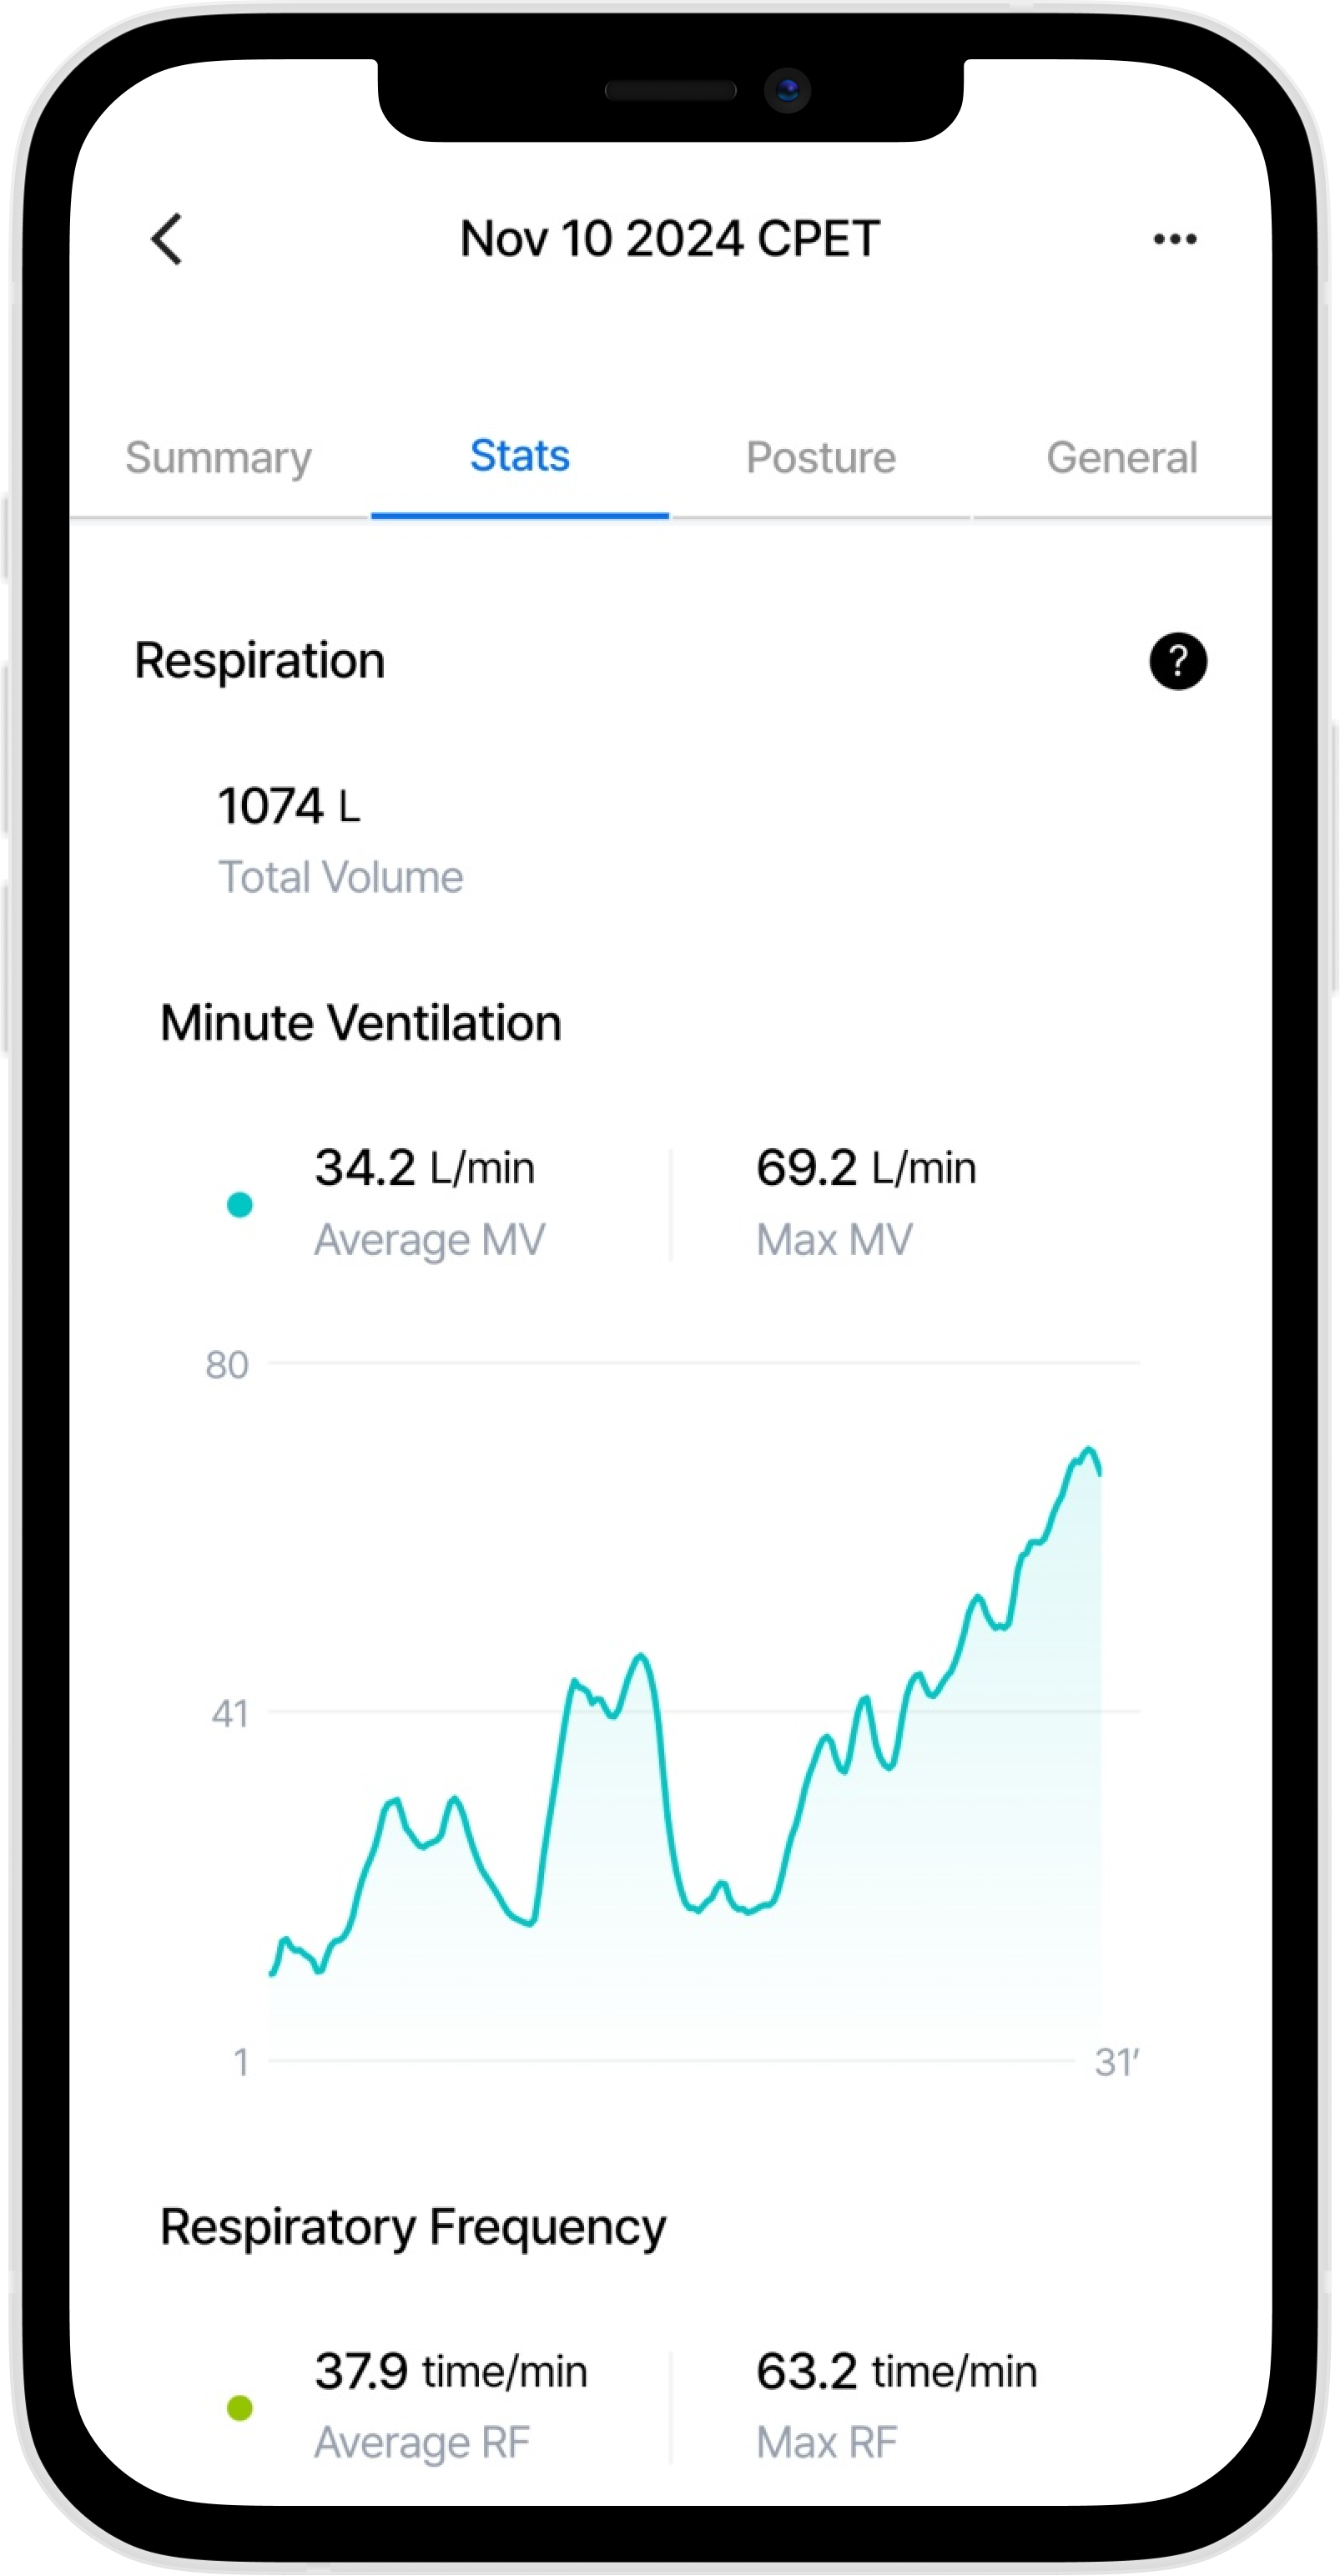 Nov 10 2024 CPET
•••
Summary Stats Posture General
Respiration ?
1074 L
Total Volume
Minute Ventilation
34.2 L/min 69.2 L/min
Average MV Max MV
80
41
1 31'
Respiratory Frequency
37.9 time/min 63.2 time/min
Average RF Max RF